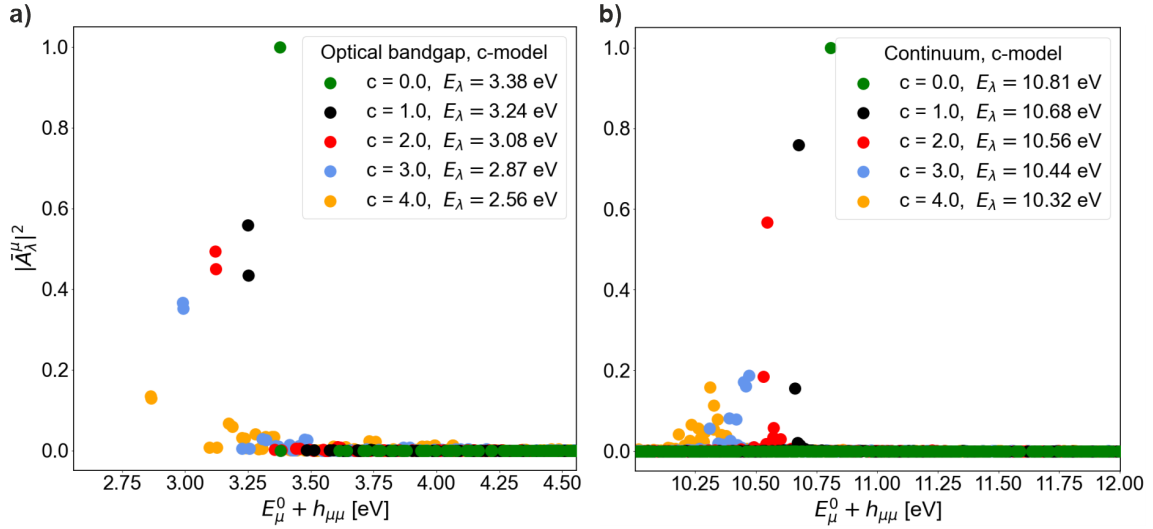 a)
Optical bandgap, c-model
c = 0.0, E_λ = 3.38 eV
c = 1.0, E_λ = 3.24 eV
c = 2.0, E_λ = 3.08 eV
c = 3.0, E_λ = 2.87 eV
c = 4.0, E_λ = 2.56 eV
1.0
0.8
0.6
0.4
0.2
0.0
|Ā_λ^μ|²
2.75 3.00 3.25 3.50 3.75 4.00 4.25 4.50
E_μ^0 + h_μμ [eV]
b)
Continuum, c-model
c = 0.0, E_λ = 10.81 eV
c = 1.0, E_λ = 10.68 eV
c = 2.0, E_λ = 10.56 eV
c = 3.0, E_λ = 10.44 eV
c = 4.0, E_λ = 10.32 eV
1.0
0.8
0.6
0.4
0.2
0.0
10.25 10.50 10.75 11.00 11.25 11.50 11.75 12.00
E_μ^0 + h_μμ [eV]